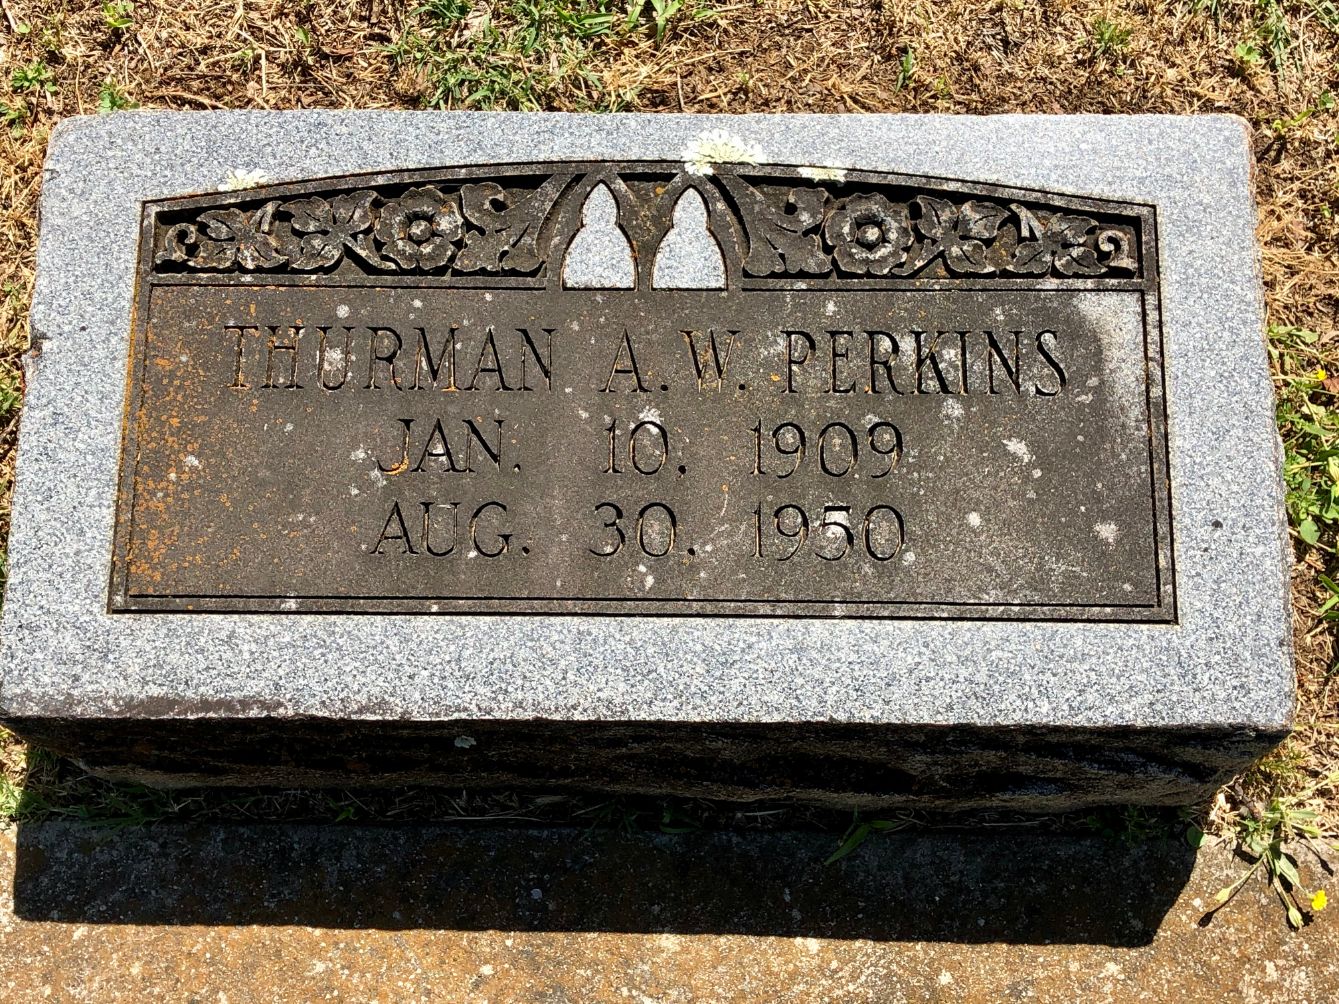 THURMAN A. W. PERKINS
JAN. 10, 1909
AUG. 30, 1950